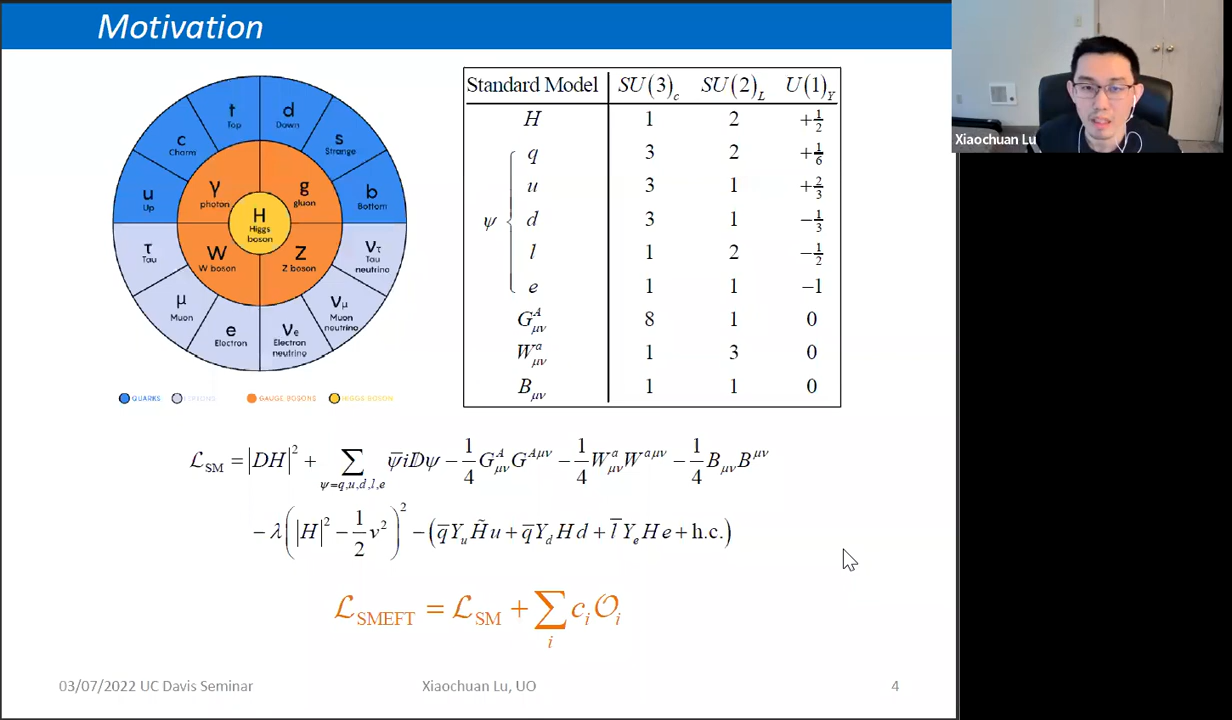 Motivation
t
Top
d
Down
c
Charm
s
Strange
u
Up
γ
photon
g
gluon
b
Bottom
H
Higgs
boson
τ
Tau
W
W boson
Z
Z boson
ντ
Tau
neutrino
μ
Muon
νμ
Muon
neutrino
e
Electron
νe
Electron
neutrino
QUARKS LEPTONS GAUGE BOSONS HIGGS BOSON
Standard Model SU(3)c SU(2)L U(1)Y
H 1 2 +1/2
q 3 2 +1/6
u 3 1 +2/3
ψ { d 3 1 −1/3
l 1 2 −1/2
e 1 1 −1
G^A_μν 8 1 0
W^a_μν 1 3 0
B_μν 1 1 0
ℒ_SM = |DH|² + ∑_{ψ=q,u,d,l,e} ψ̄i𝔻ψ − 1/4 G^A_μν G^{Aμν} − 1/4 W^a_μν W^{aμν} − 1/4 B_μν B^{μν}
− λ(|H|² − 1/2 v²)² − (q̄Y_u H̃u + q̄Y_d Hd + l̄Y_e He + h.c.)
ℒ_SMEFT = ℒ_SM + ∑_i c_i 𝒪_i
03/07/2022 UC Davis Seminar Xiaochuan Lu, UO 4
Xiaochuan Lu